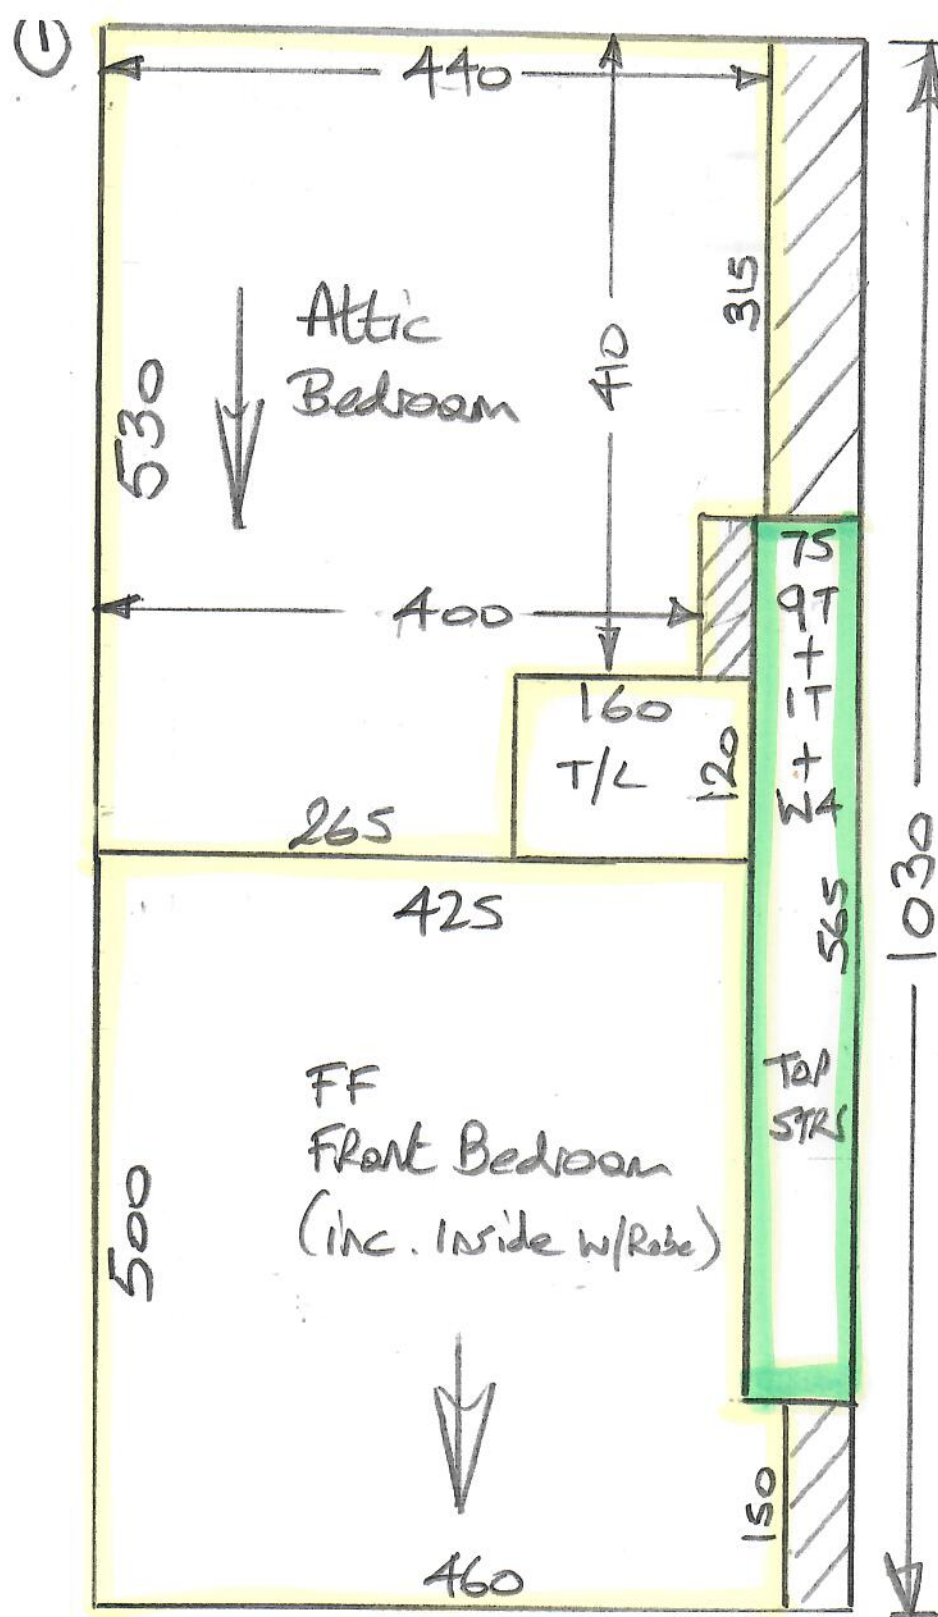 1
440
315
Attic
Bedroom
410
530
75
9T
+
1T
+
W4
400
160
T/L
120
265
425
565
1030
TOP
STRS
FF
Front Bedroom
(inc. Inside W/Robe)
500
150
460